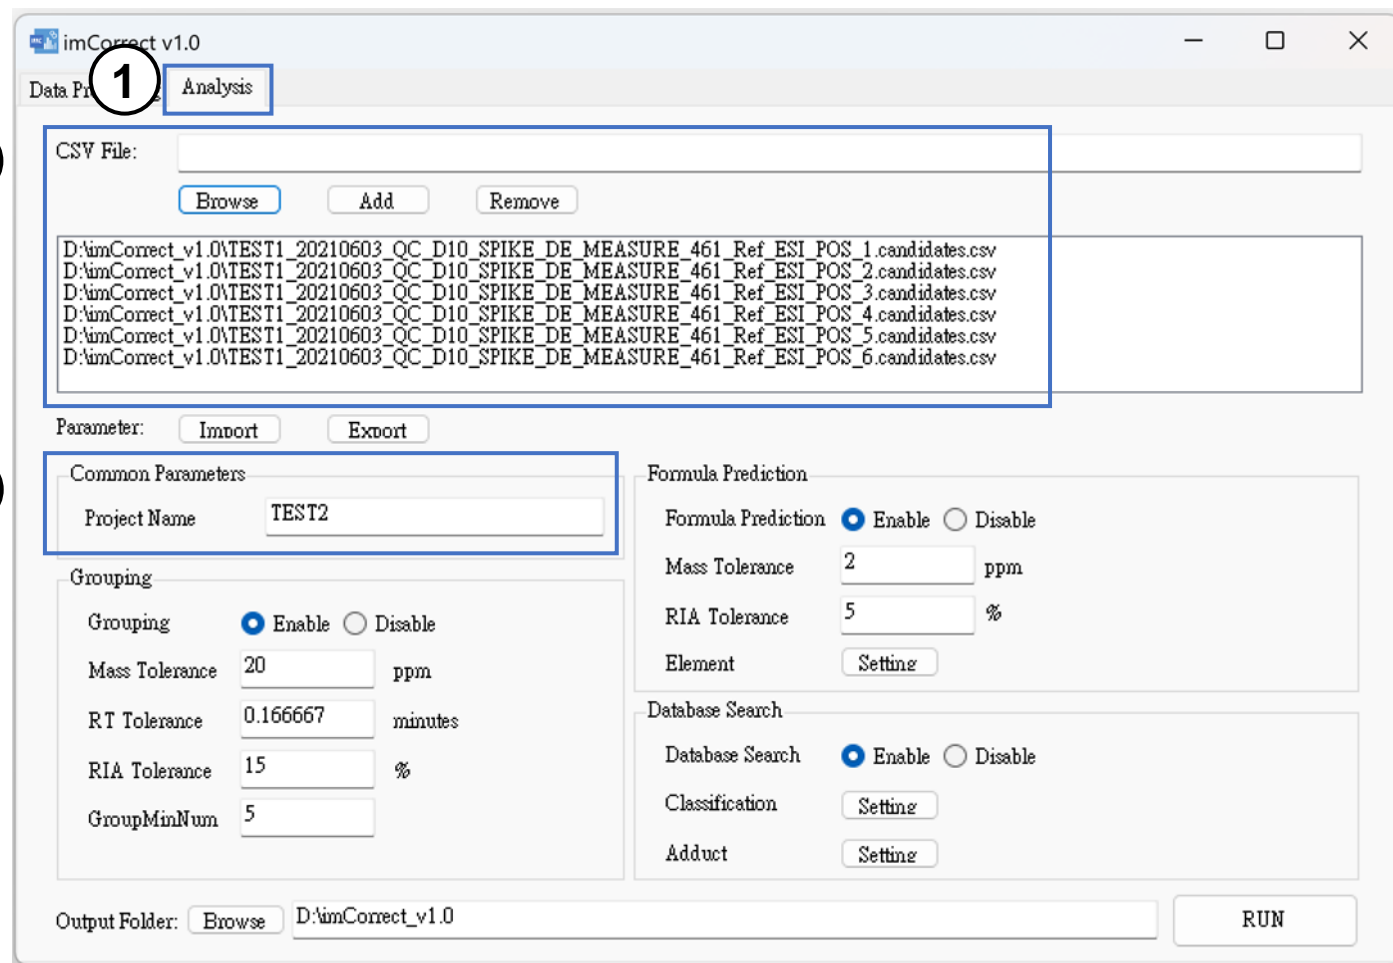 imCorrect v1.0
1
Analysis
CSV File:
Browse Add Remove
D:\imCorrect_v1.0\TEST1_20210603_QC_D10_SPIKE_DE_MEASURE_461_Ref_ESI_POS_1.candidates.csv
D:\imCorrect_v1.0\TEST1_20210603_QC_D10_SPIKE_DE_MEASURE_461_Ref_ESI_POS_2.candidates.csv
D:\imCorrect_v1.0\TEST1_20210603_QC_D10_SPIKE_DE_MEASURE_461_Ref_ESI_POS_3.candidates.csv
D:\imCorrect_v1.0\TEST1_20210603_QC_D10_SPIKE_DE_MEASURE_461_Ref_ESI_POS_4.candidates.csv
D:\imCorrect_v1.0\TEST1_20210603_QC_D10_SPIKE_DE_MEASURE_461_Ref_ESI_POS_5.candidates.csv
D:\imCorrect_v1.0\TEST1_20210603_QC_D10_SPIKE_DE_MEASURE_461_Ref_ESI_POS_6.candidates.csv
Parameter: Import Export
Common Parameters
Project Name TEST2
Grouping
Grouping Enable Disable
Mass Tolerance 20 ppm
RT Tolerance 0.166667 minutes
RIA Tolerance 15 %
GroupMinNum 5
Formula Prediction
Formula Prediction Enable Disable
Mass Tolerance 2 ppm
RIA Tolerance 5 %
Element Setting
Database Search
Database Search Enable Disable
Classification Setting
Adduct Setting
Output Folder: Browse D:\imCorrect_v1.0 RUN